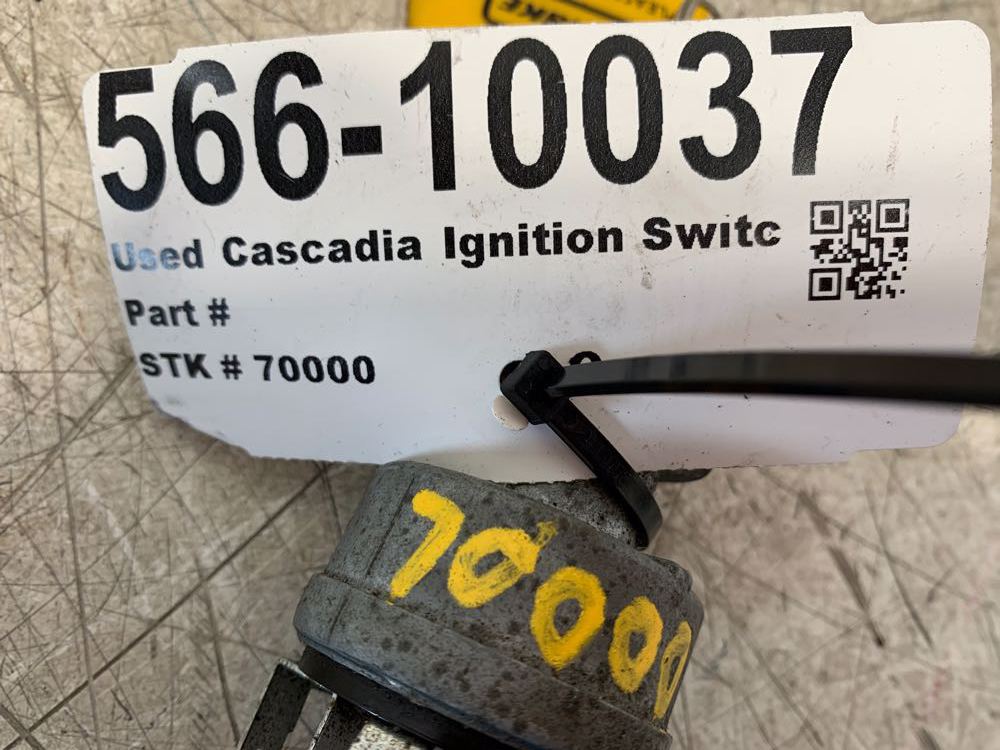 566-10037
Used Cascadia Ignition Switc
Part #
STK # 70000
70000